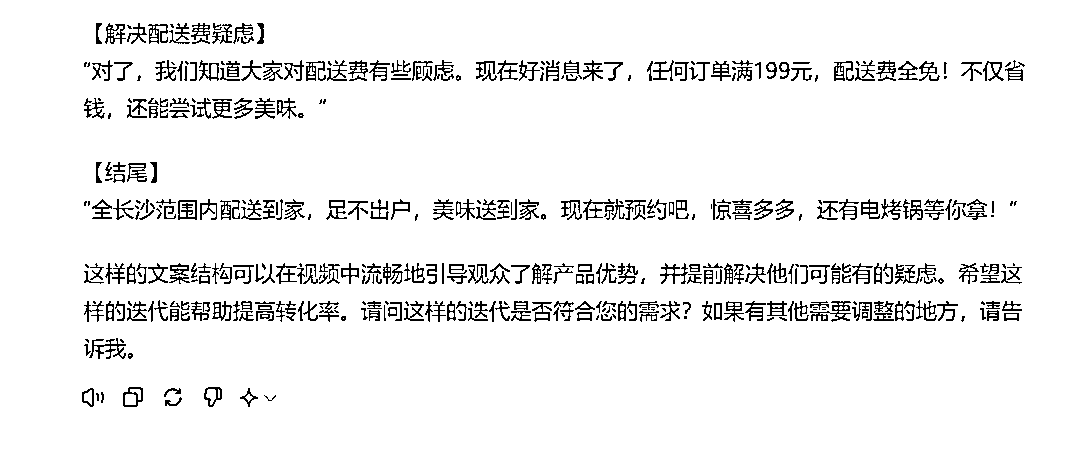 【解决配送费疑虑】
"对了，我们知道大家对配送费有些顾虑。现在好消息来了，任何订单满199元，配送费全免！不仅省
钱，还能尝试更多美味。"
【结尾】
"全长沙范围内配送到家，足不出户，美味送到家。现在就预约吧，惊喜多多，还有电烤锅等你拿！"
这样的文案结构可以在视频中流畅地引导观众了解产品优势，并提前解决他们可能有的疑虑。希望这
样的迭代能帮助提高转化率。请问这样的迭代是否符合您的需求？如果有其他需要调整的地方，请告
诉我。